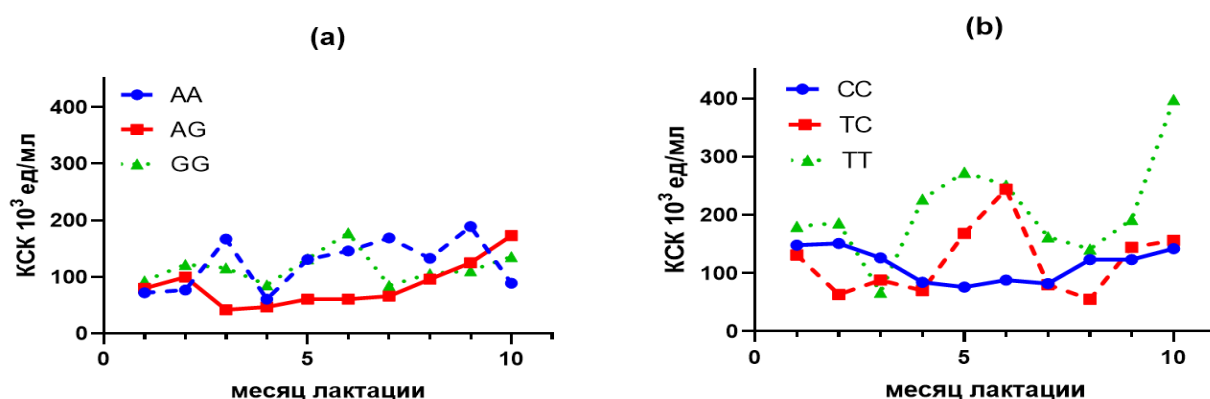 (a)
КСК 10³ ед/мл
400
300
200
100
0
AA
AG
GG
0 5 10
месяц лактации
(b)
КСК 10³ ед/мл
400
300
200
100
0
CC
TC
TT
0 5 10
месяц лактации